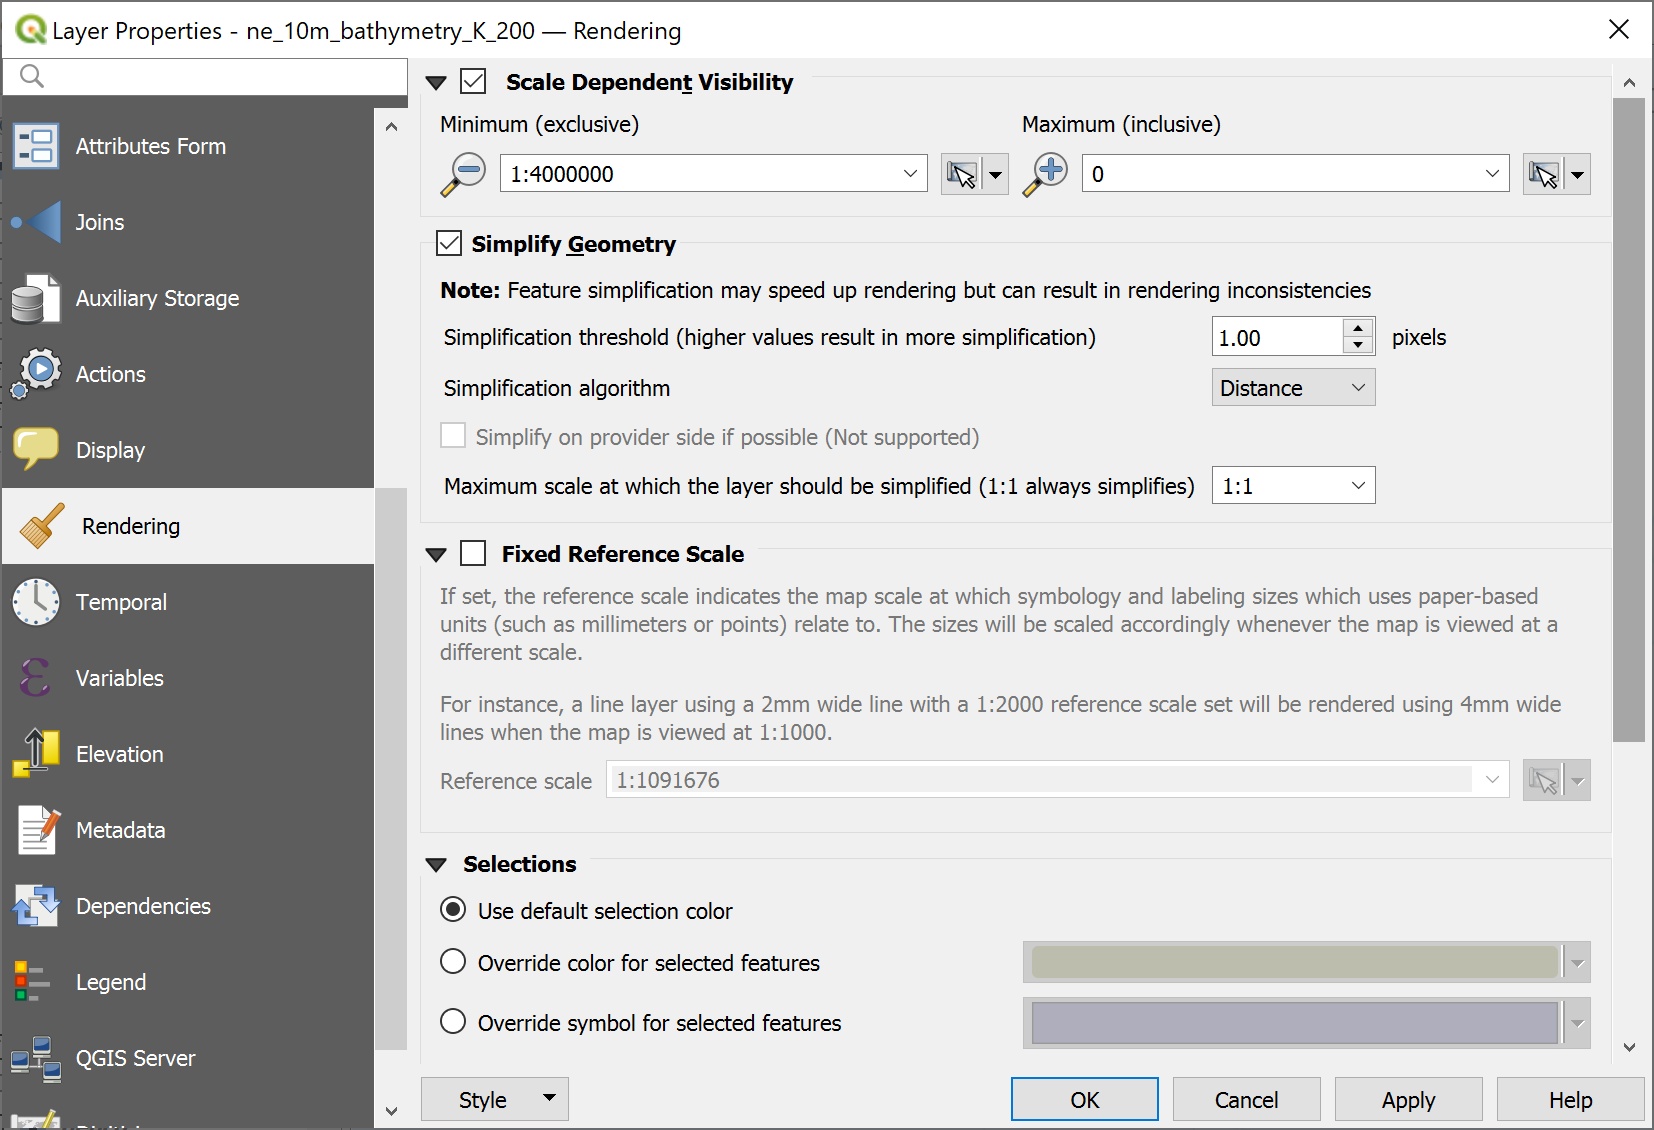 Layer Properties - ne_10m_bathymetry_K_200 — Rendering
Attributes Form
Joins
Auxiliary Storage
Actions
Display
Rendering
Temporal
Variables
Elevation
Metadata
Dependencies
Legend
QGIS Server
Scale Dependent Visibility
Minimum (exclusive)
Maximum (inclusive)
1:4000000
0
Simplify Geometry
Note: Feature simplification may speed up rendering but can result in rendering inconsistencies
Simplification threshold (higher values result in more simplification)
1.00
pixels
Simplification algorithm
Distance
Simplify on provider side if possible (Not supported)
Maximum scale at which the layer should be simplified (1:1 always simplifies)
1:1
Fixed Reference Scale
If set, the reference scale indicates the map scale at which symbology and labeling sizes which uses paper-based
units (such as millimeters or points) relate to. The sizes will be scaled accordingly whenever the map is viewed at a
different scale.
For instance, a line layer using a 2mm wide line with a 1:2000 reference scale set will be rendered using 4mm wide
lines when the map is viewed at 1:1000.
Reference scale
1:1091676
Selections
Use default selection color
Override color for selected features
Override symbol for selected features
Style
OK
Cancel
Apply
Help